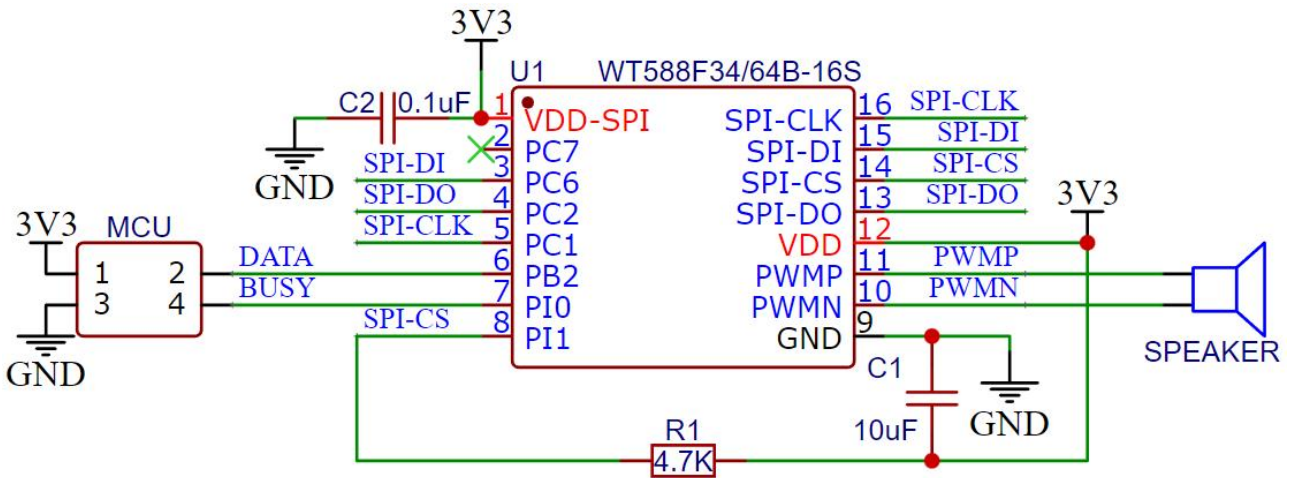 3V3
U1 WT588F34/64B-16S
C2 0.1uF
GND
1 VDD-SPI
2 PC7
SPI-DI 3 PC6
SPI-DO 4 PC2
SPI-CLK 5 PC1
DATA 6 PB2
BUSY 7 PI0
SPI-CS 8 PI1
SPI-CLK 16 SPI-CLK
SPI-DI 15 SPI-DI
SPI-CS 14 SPI-CS
SPI-DO 13 SPI-DO
VDD 12
3V3
PWMP 11 PWMP
PWMN 10 PWMN
GND 9
SPEAKER
3V3
MCU
1 2
3 4
GND
C1
10uF
GND
R1
4.7K